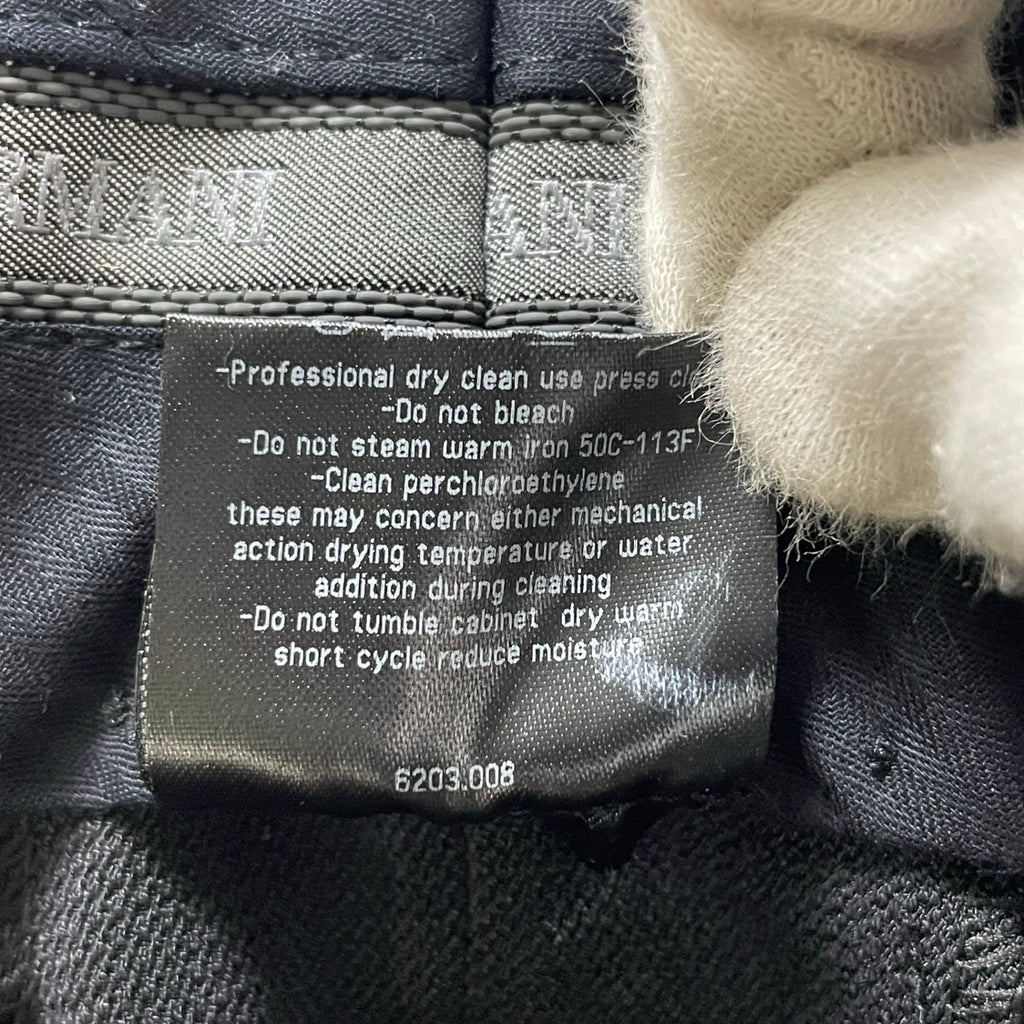 RMANI ANI
-Professional dry clean use press
-Do not bleach
-Do not steam warm iron 50C-113F
-Clean perchloroethylene
these may concern either mechanical
action drying temperature or water
addition during cleaning
-Do not tumble cabinet dry warm
short cycle reduce moisture
6203.008